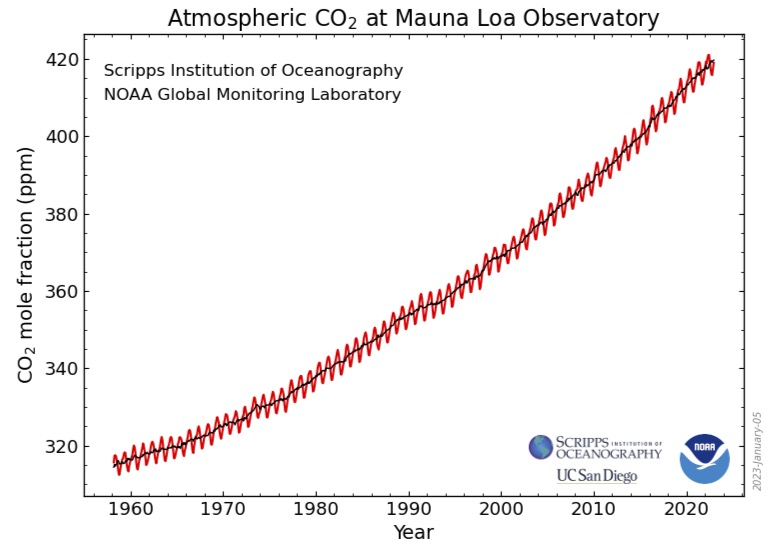 Atmospheric CO₂ at Mauna Loa Observatory
Scripps Institution of Oceanography
NOAA Global Monitoring Laboratory
CO₂ mole fraction (ppm)
420
400
380
360
340
320
1960 1970 1980 1990 2000 2010 2020
Year
SCRIPPS INSTITUTION OF
OCEANOGRAPHY
UC San Diego
NOAA
2023-January-05